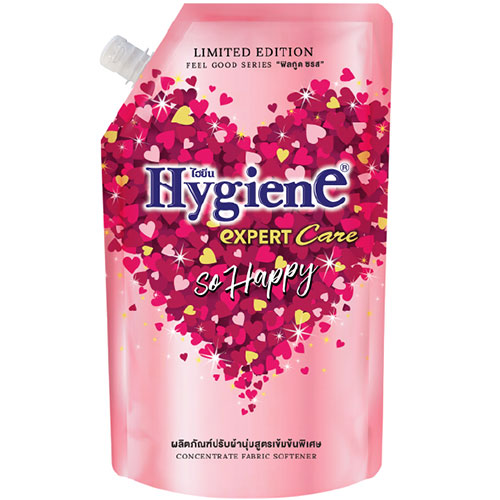 LIMITED EDITION
FEEL GOOD SERIES "ฟีลกู๊ด ซีรีส์"
ไฮยีน
Hygiene®
EXPERT Care
So Happy
ผลิตภัณฑ์ปรับผ้านุ่มสูตรเข้มข้นพิเศษ
CONCENTRATE FABRIC SOFTENER